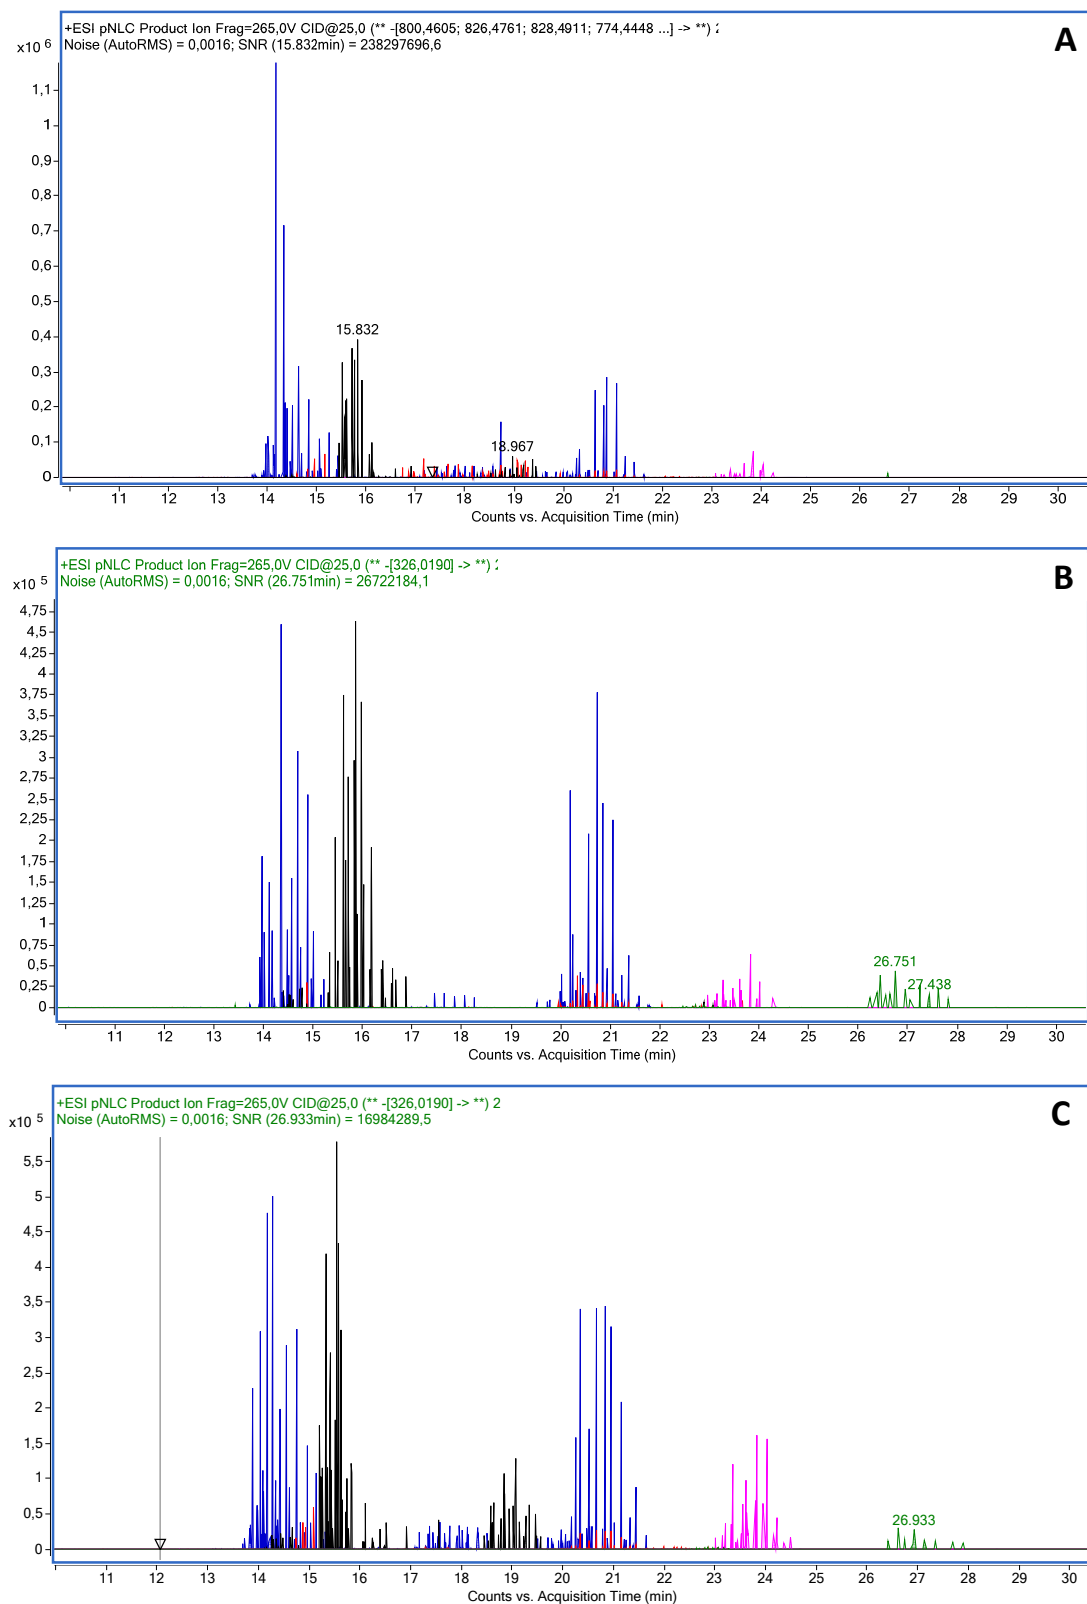 +ESI pNLC Product Ion Frag=265,0V CID@25,0 (** -[800,4605; 826,4761; 828,4911; 774,4448 ...] -> **) 2
Noise (AutoRMS) = 0,0016; SNR (15.832min) = 238297696,6
A
x10 6
1,1
1
0,9
0,8
0,7
0,6
0,5
0,4
0,3
0,2
0,1
0
15.832
18.967
11 12 13 14 15 16 17 18 19 20 21 22 23 24 25 26 27 28 29 30
Counts vs. Acquisition Time (min)
+ESI pNLC Product Ion Frag=265,0V CID@25,0 (** -[326,0190] -> **) 2
Noise (AutoRMS) = 0,0016; SNR (26.751min) = 26722184,1
B
x10 5
4,75
4,5
4,25
4
3,75
3,5
3,25
3
2,75
2,5
2,25
2
1,75
1,5
1,25
1
0,75
0,5
0,25
0
26.751
27.438
11 12 13 14 15 16 17 18 19 20 21 22 23 24 25 26 27 28 29 30
Counts vs. Acquisition Time (min)
+ESI pNLC Product Ion Frag=265,0V CID@25,0 (** -[326,0190] -> **) 2
Noise (AutoRMS) = 0,0016; SNR (26.933min) = 16984289,5
C
x10 5
5,5
5
4,5
4
3,5
3
2,5
2
1,5
1
0,5
0
26.933
11 12 13 14 15 16 17 18 19 20 21 22 23 24 25 26 27 28 29 30
Counts vs. Acquisition Time (min)